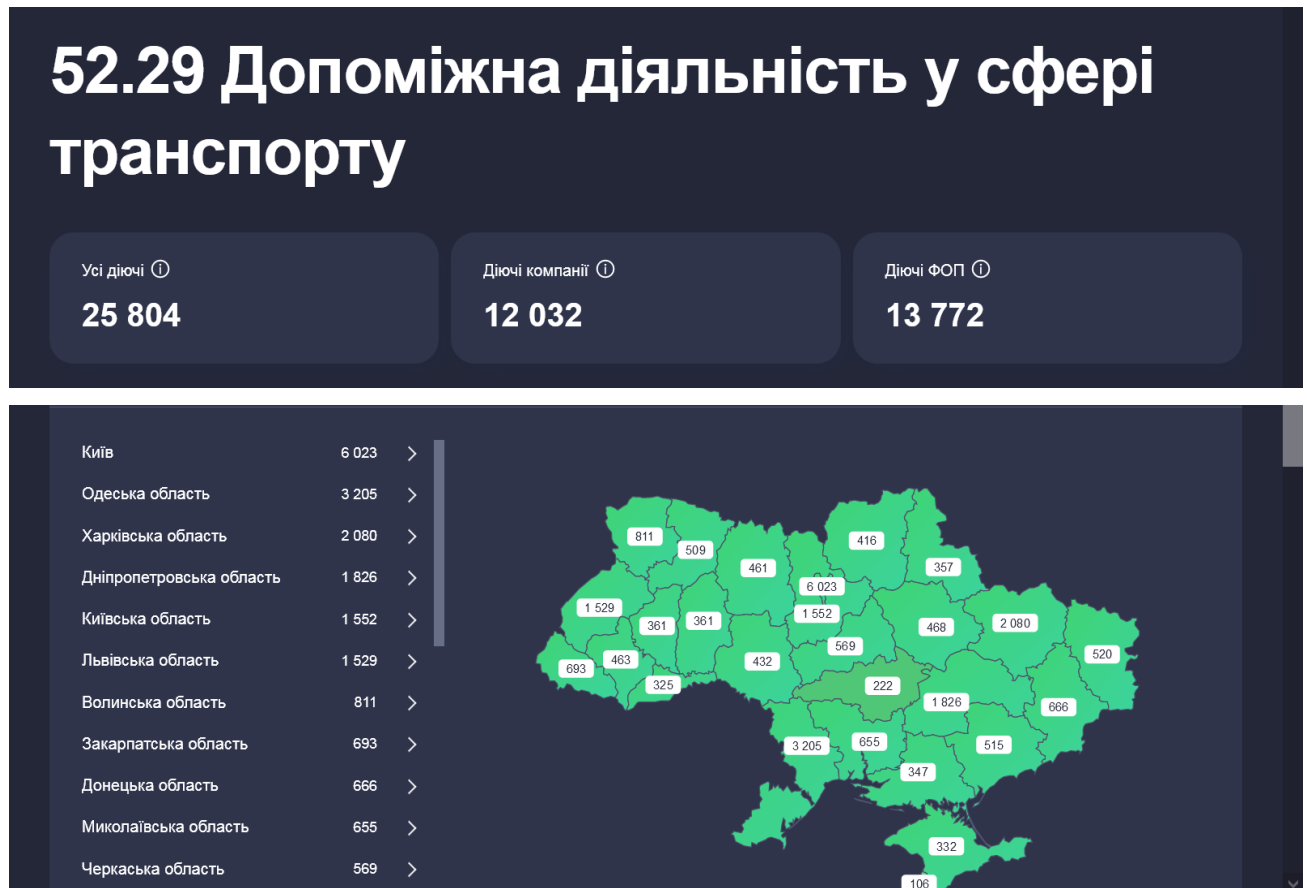 52.29 Допоміжна діяльність у сфері
транспорту
Усі діючі
25 804
Діючі компанії
12 032
Діючі ФОП
13 772
Київ 6 023
Одеська область 3 205
Харківська область 2 080
Дніпропетровська область 1 826
Київська область 1 552
Львівська область 1 529
Волинська область 811
Закарпатська область 693
Донецька область 666
Миколаївська область 655
Черкаська область 569
811
509
461
416
357
6 023
1 529
1 552
361
361
468
2 080
569
520
693
463
432
325
222
1 826
666
3 205
655
515
347
332
106